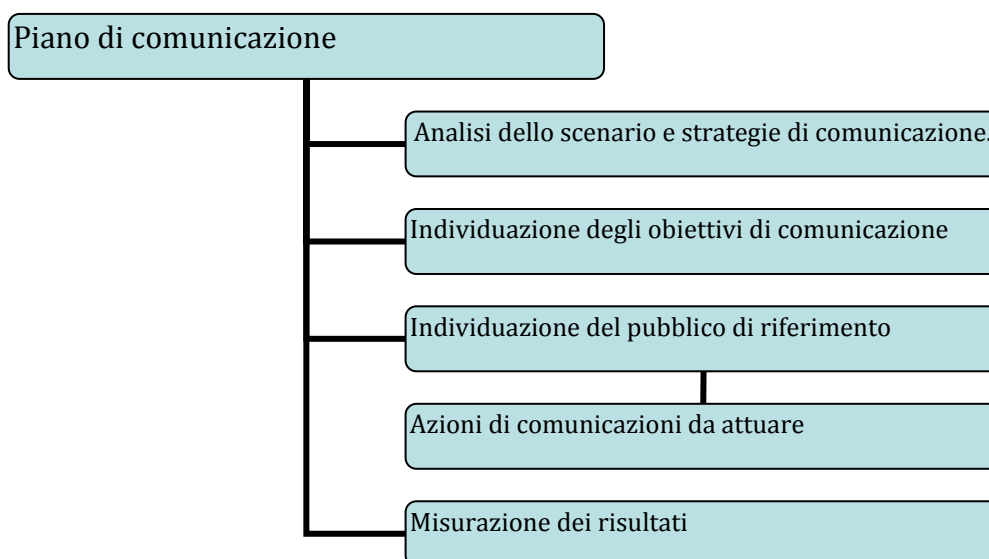 Piano di comunicazione
Analisi dello scenario e strategie di comunicazione.
Individuazione degli obiettivi di comunicazione
Individuazione del pubblico di riferimento
Azioni di comunicazioni da attuare
Misurazione dei risultati